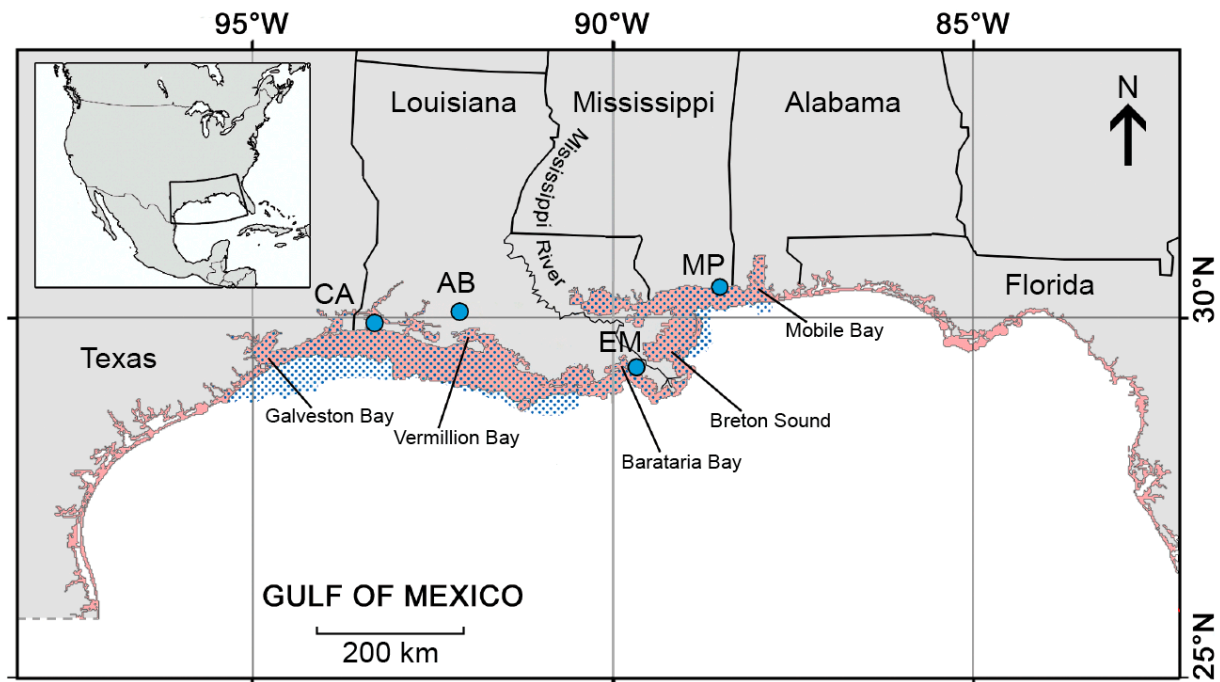 95°W
90°W
85°W
Louisiana
Mississippi
Alabama
N
Mississippi
River
MP
CA
AB
Florida
30°N
Mobile Bay
EM
Texas
Galveston Bay
Vermillion Bay
Breton Sound
Barataria Bay
GULF OF MEXICO
200 km
25°N